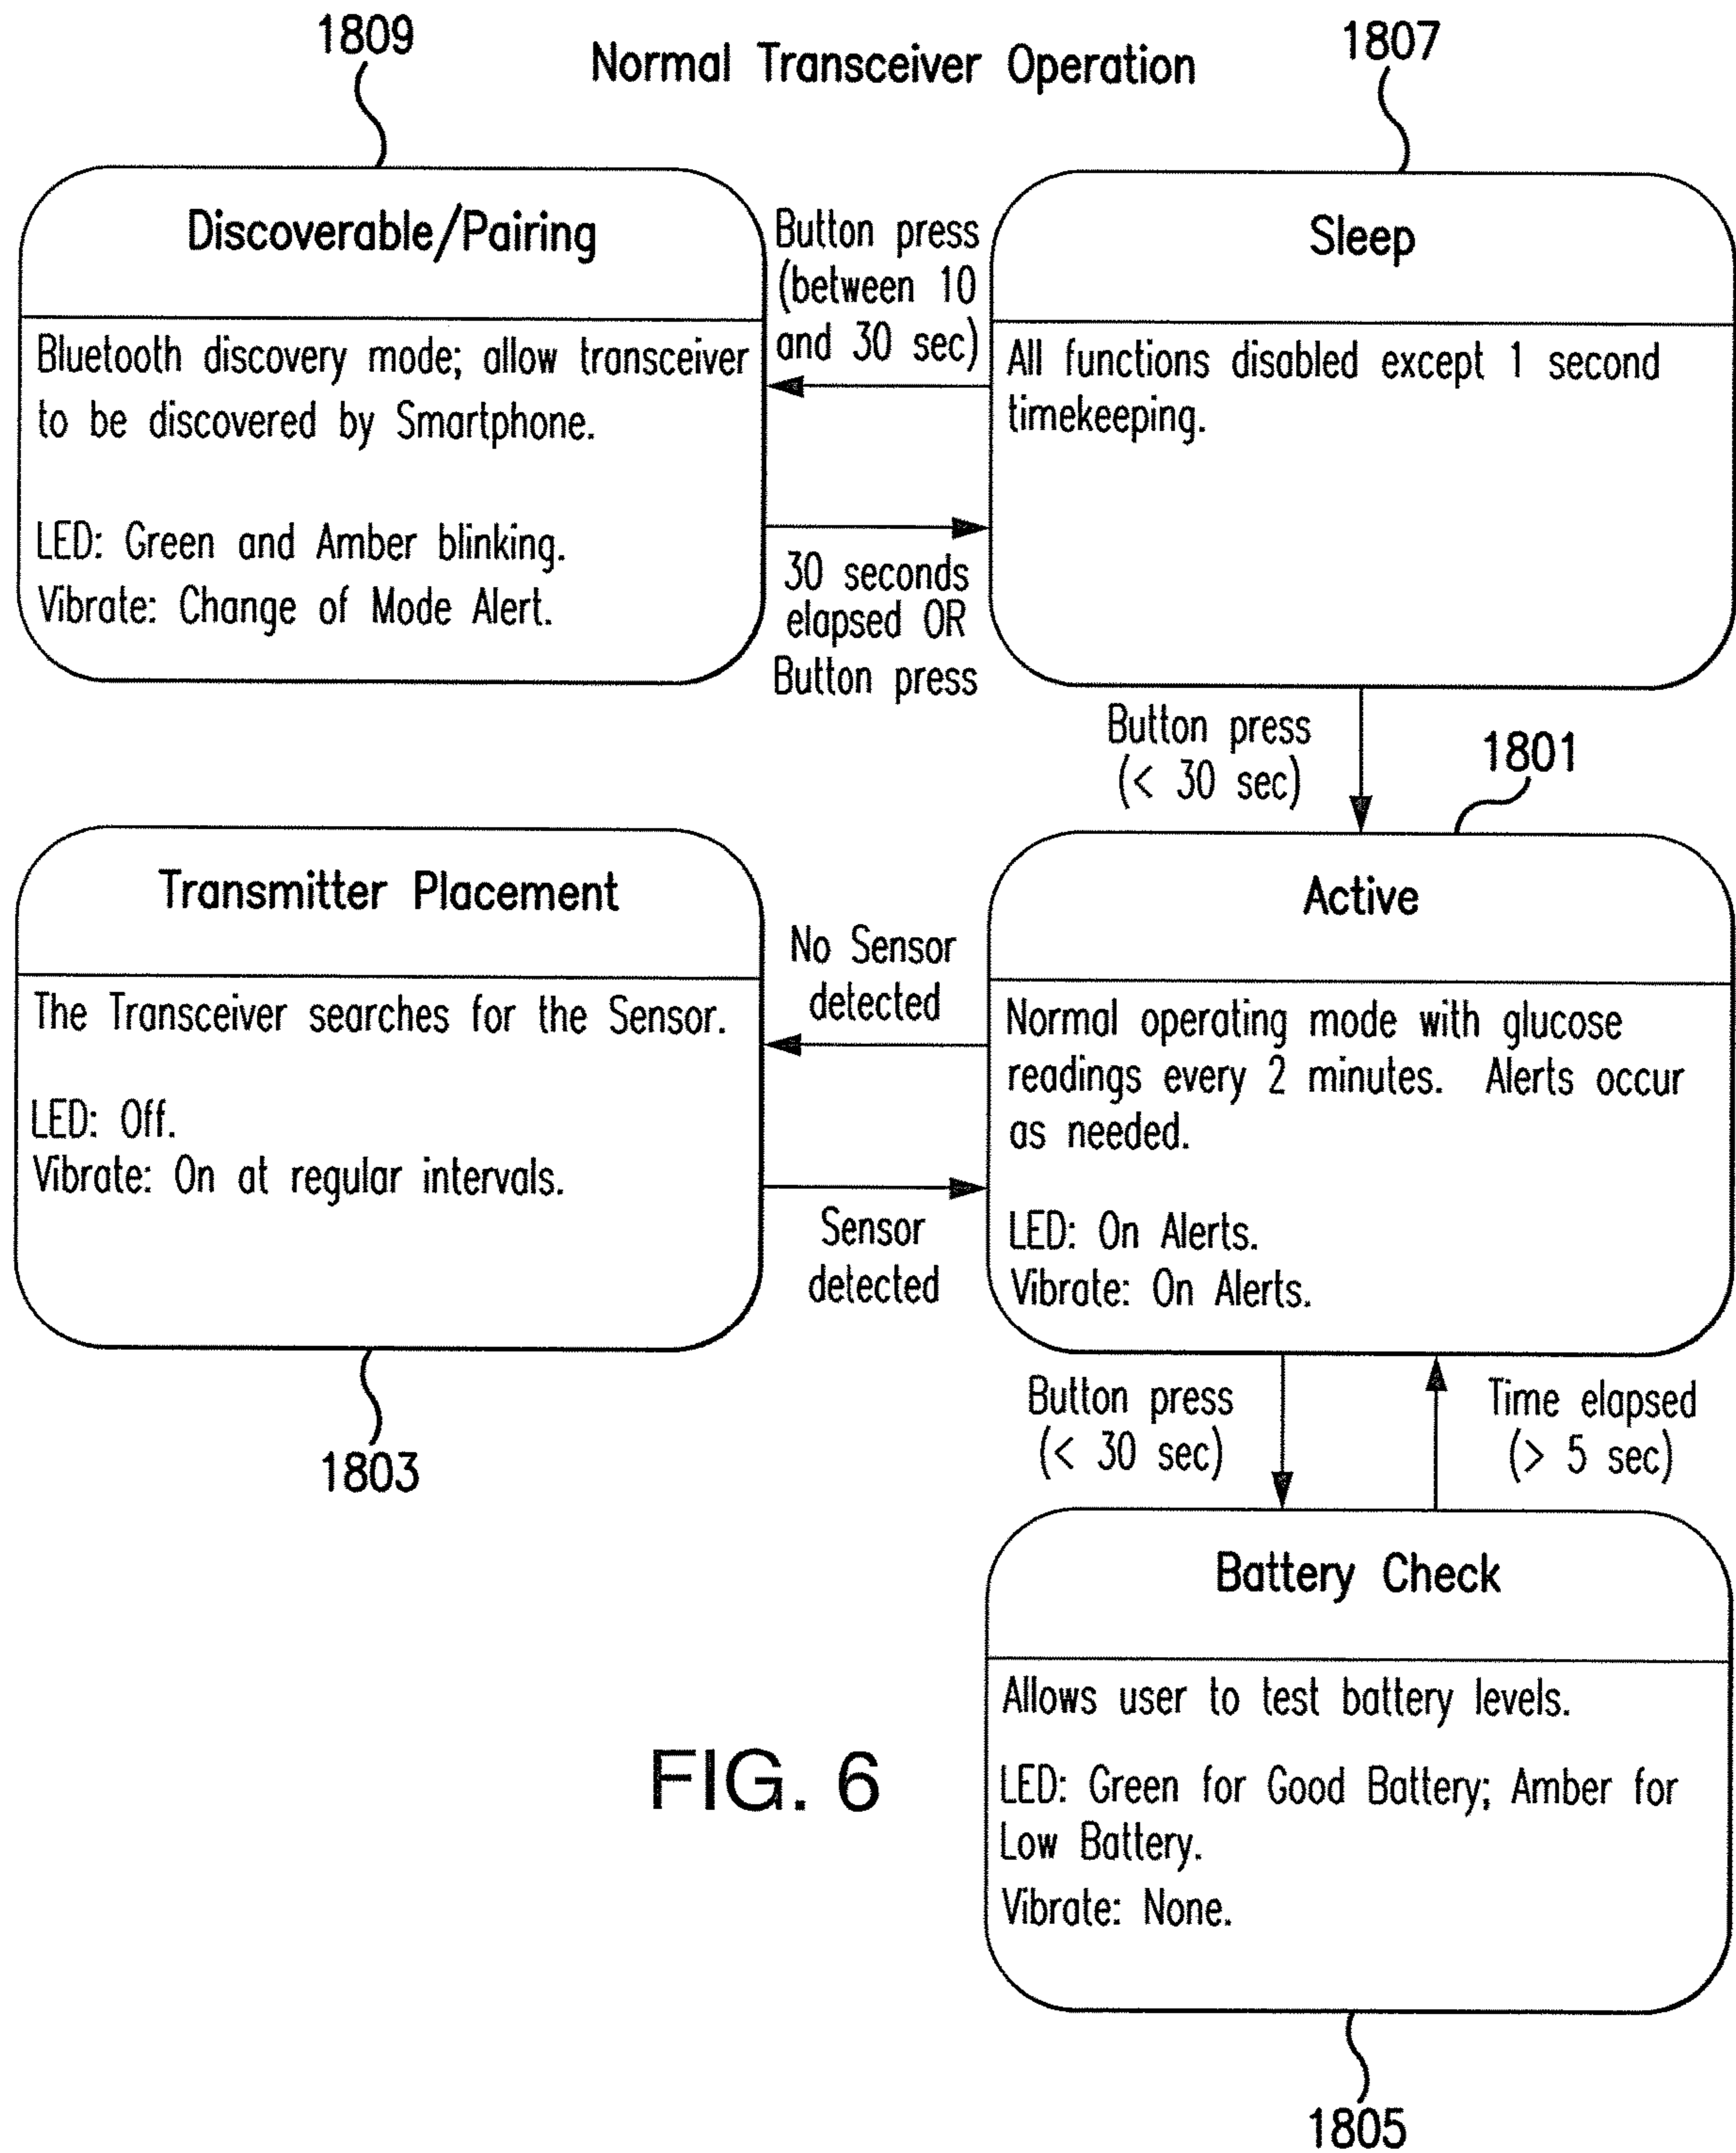 1809
Normal Transceiver Operation
1807
Discoverable/Pairing
Bluetooth discovery mode; allow transceiver
to be discovered by Smartphone.
LED: Green and Amber blinking.
Vibrate: Change of Mode Alert.
Button press
(between 10
and 30 sec)
30 seconds
elapsed OR
Button press
Sleep
All functions disabled except 1 second
timekeeping.
Button press
(< 30 sec)
1801
Transmitter Placement
The Transceiver searches for the Sensor.
LED: Off.
Vibrate: On at regular intervals.
1803
No Sensor
detected
Sensor
detected
Active
Normal operating mode with glucose
readings every 2 minutes. Alerts occur
as needed.
LED: On Alerts.
Vibrate: On Alerts.
Button press
(< 30 sec)
Time elapsed
(> 5 sec)
Battery Check
Allows user to test battery levels.
LED: Green for Good Battery; Amber for
Low Battery.
Vibrate: None.
1805
FIG. 6